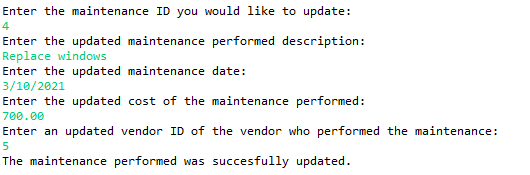 Enter the maintenance ID you would like to update:
4
Enter the updated maintenance performed description:
Replace windows
Enter the updated maintenance date:
3/10/2021
Enter the updated cost of the maintenance performed:
700.00
Enter an updated vendor ID of the vendor who performed the maintenance:
5
The maintenance performed was succesfully updated.